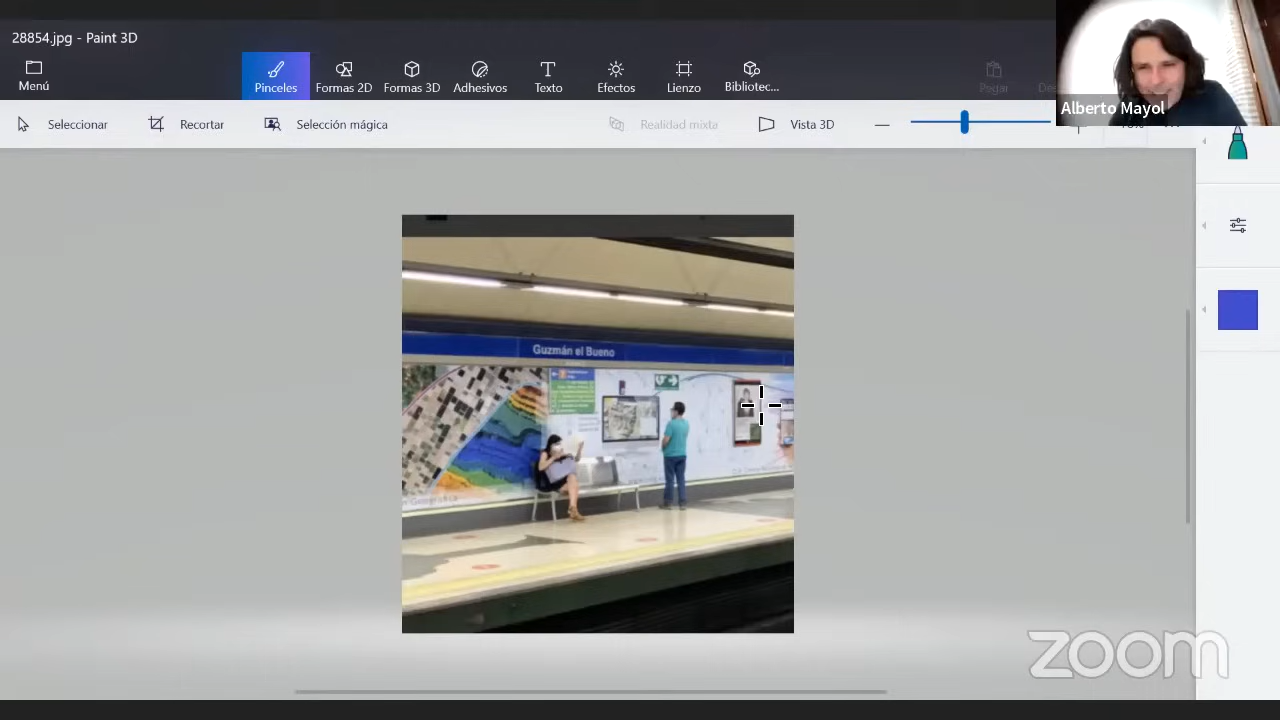 28854.jpg - Paint 3D
Menú
Pinceles
Formas 2D
Formas 3D
Adhesivos
Texto
Efectos
Lienzo
Bibliotec...
Pegar
Alberto Mayol
Seleccionar
Recortar
Selección mágica
Realidad mixta
Vista 3D
Guzmán el Bueno
zoom